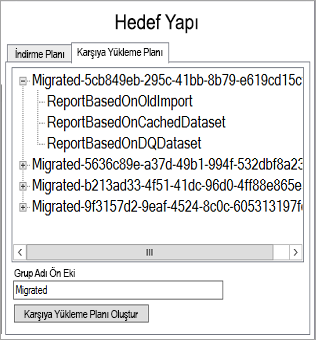 Hedef Yapı
İndirme Planı
Karşıya Yükleme Planı
Migrated-5cb849eb-295c-41bb-8b79-e619cd15c
ReportBasedOnOldImport
ReportBasedOnCachedDataset
ReportBasedOnDQDataset
Migrated-5636c89e-a37d-49b1-994f-532dbf8a23
Migrated-b213ad33-4f51-41dc-96d0-4ff88e865e
Migrated-9f3157d2-9eaf-4524-8c0c-605313197f
Grup Adı Ön Eki
Migrated
Karşıya Yükleme Planı Oluştur